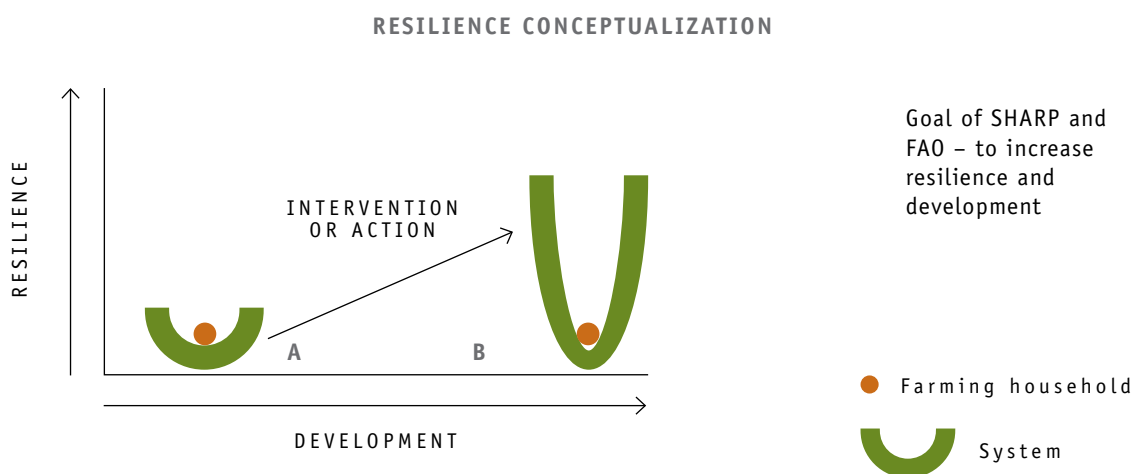 RESILIENCE CONCEPTUALIZATION
RESILIENCE
INTERVENTION
OR ACTION
A
B
DEVELOPMENT
Goal of SHARP and
FAO – to increase
resilience and
development
Farming household
System